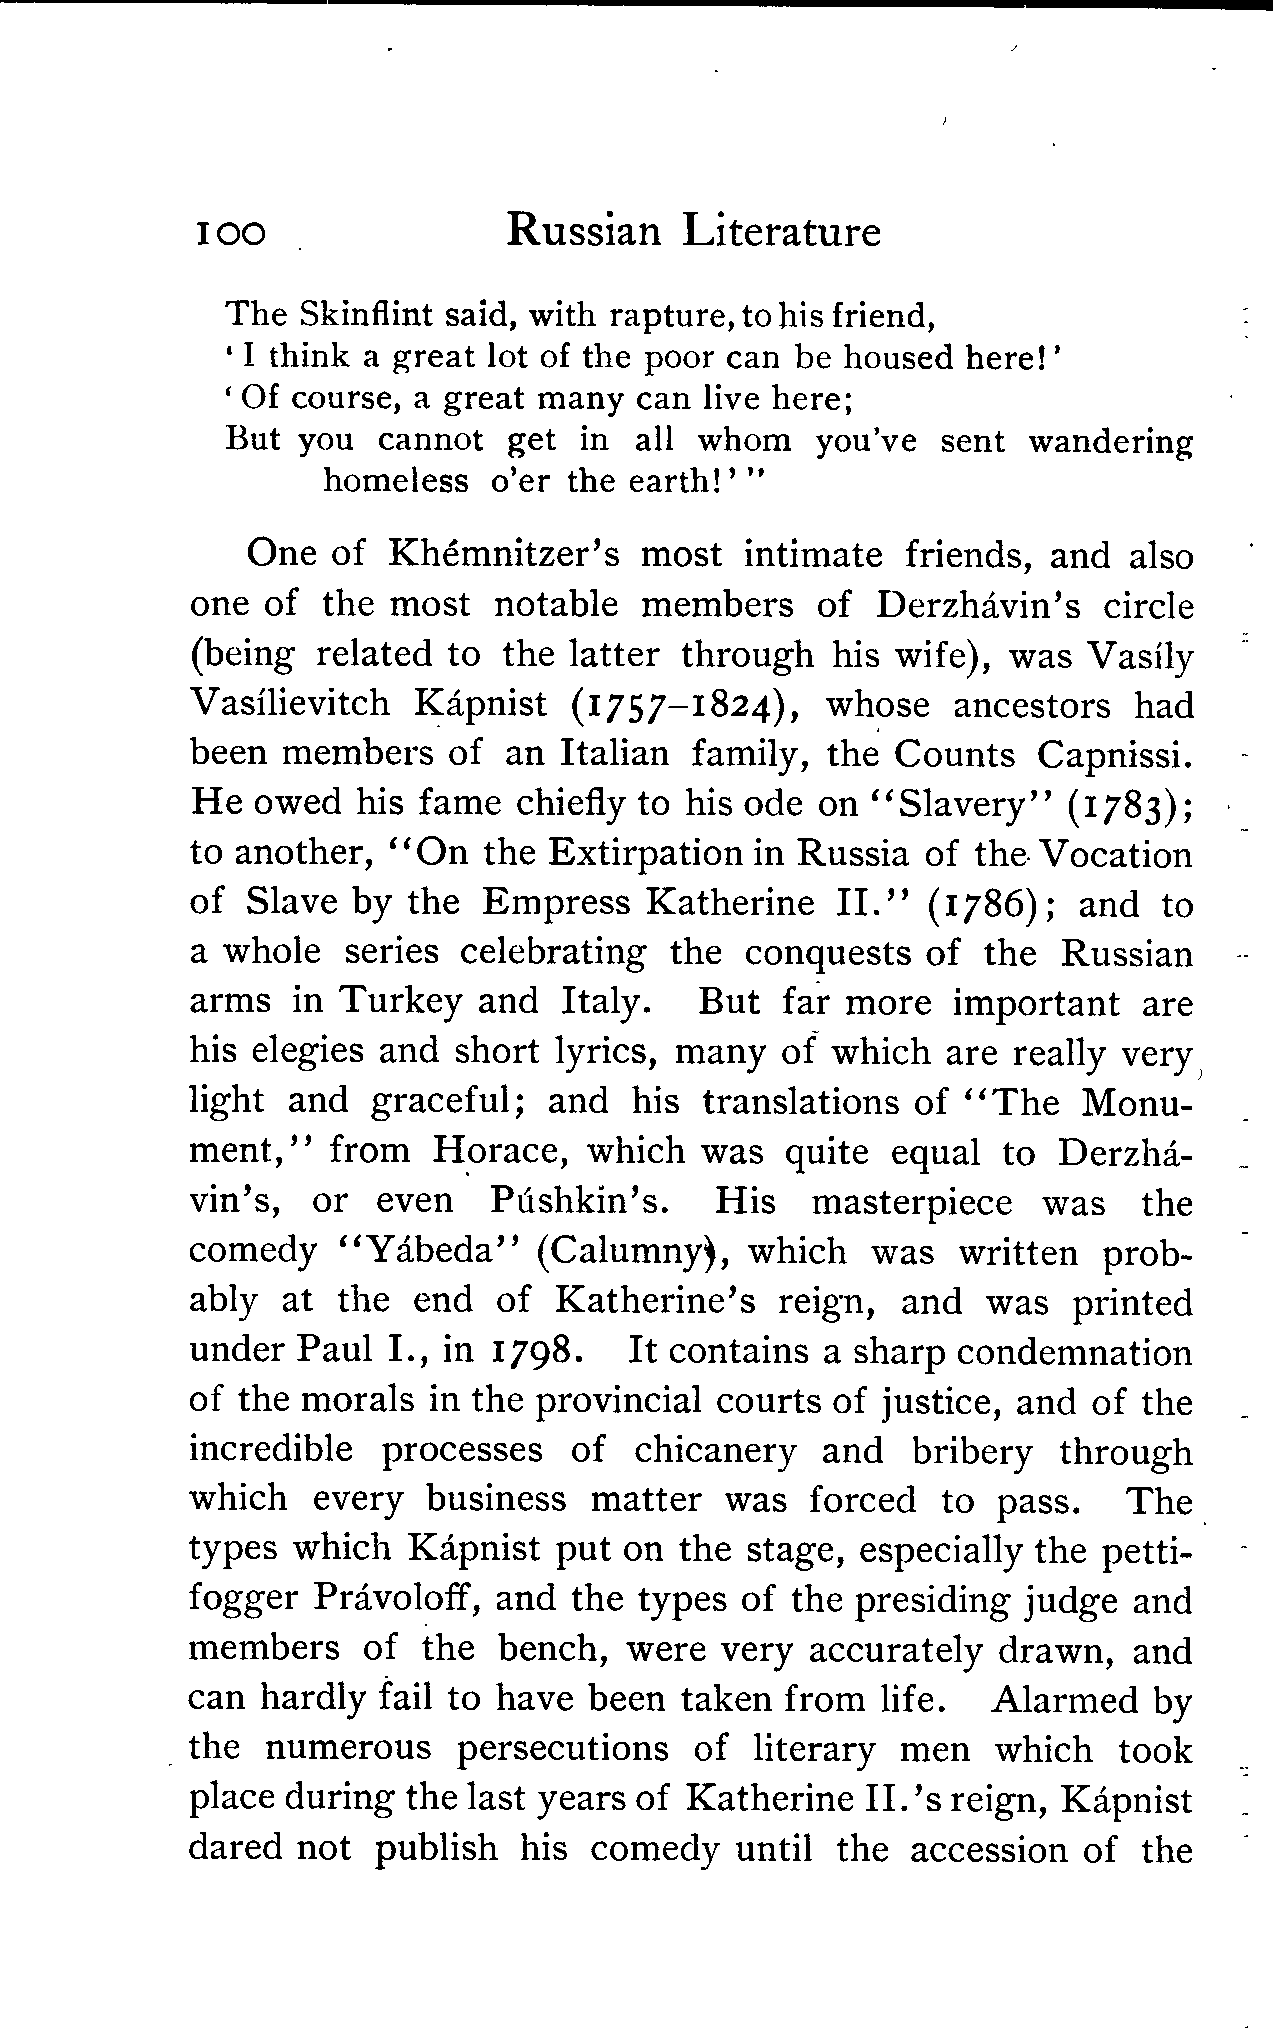 100 Russian Literature
The Skinflint said, with rapture, to his friend,
‘I think a great lot of the poor can be housed here!’
‘Of course, a great many can live here;
But you cannot get in all whom you’ve sent wandering
homeless o’er the earth!’ ”
One of Khémnitzer’s most intimate friends, and also
one of the most notable members of Derzhávin’s circle
(being related to the latter through his wife), was Vasíly
Vasílievitch Kápnist (1757–1824), whose ancestors had
been members of an Italian family, the Counts Capnissi.
He owed his fame chiefly to his ode on “Slavery” (1783);
to another, “On the Extirpation in Russia of the Vocation
of Slave by the Empress Katherine II.” (1786); and to
a whole series celebrating the conquests of the Russian
arms in Turkey and Italy. But far more important are
his elegies and short lyrics, many of which are really very
light and graceful; and his translations of “The Monu-
ment,” from Horace, which was quite equal to Derzhá-
vin’s, or even Púshkin’s. His masterpiece was the
comedy “Yábeda” (Calumny), which was written prob-
ably at the end of Katherine’s reign, and was printed
under Paul I., in 1798. It contains a sharp condemnation
of the morals in the provincial courts of justice, and of the
incredible processes of chicanery and bribery through
which every business matter was forced to pass. The
types which Kápnist put on the stage, especially the petti-
fogger Právoloff, and the types of the presiding judge and
members of the bench, were very accurately drawn, and
can hardly fail to have been taken from life. Alarmed by
the numerous persecutions of literary men which took
place during the last years of Katherine II.’s reign, Kápnist
dared not publish his comedy until the accession of the